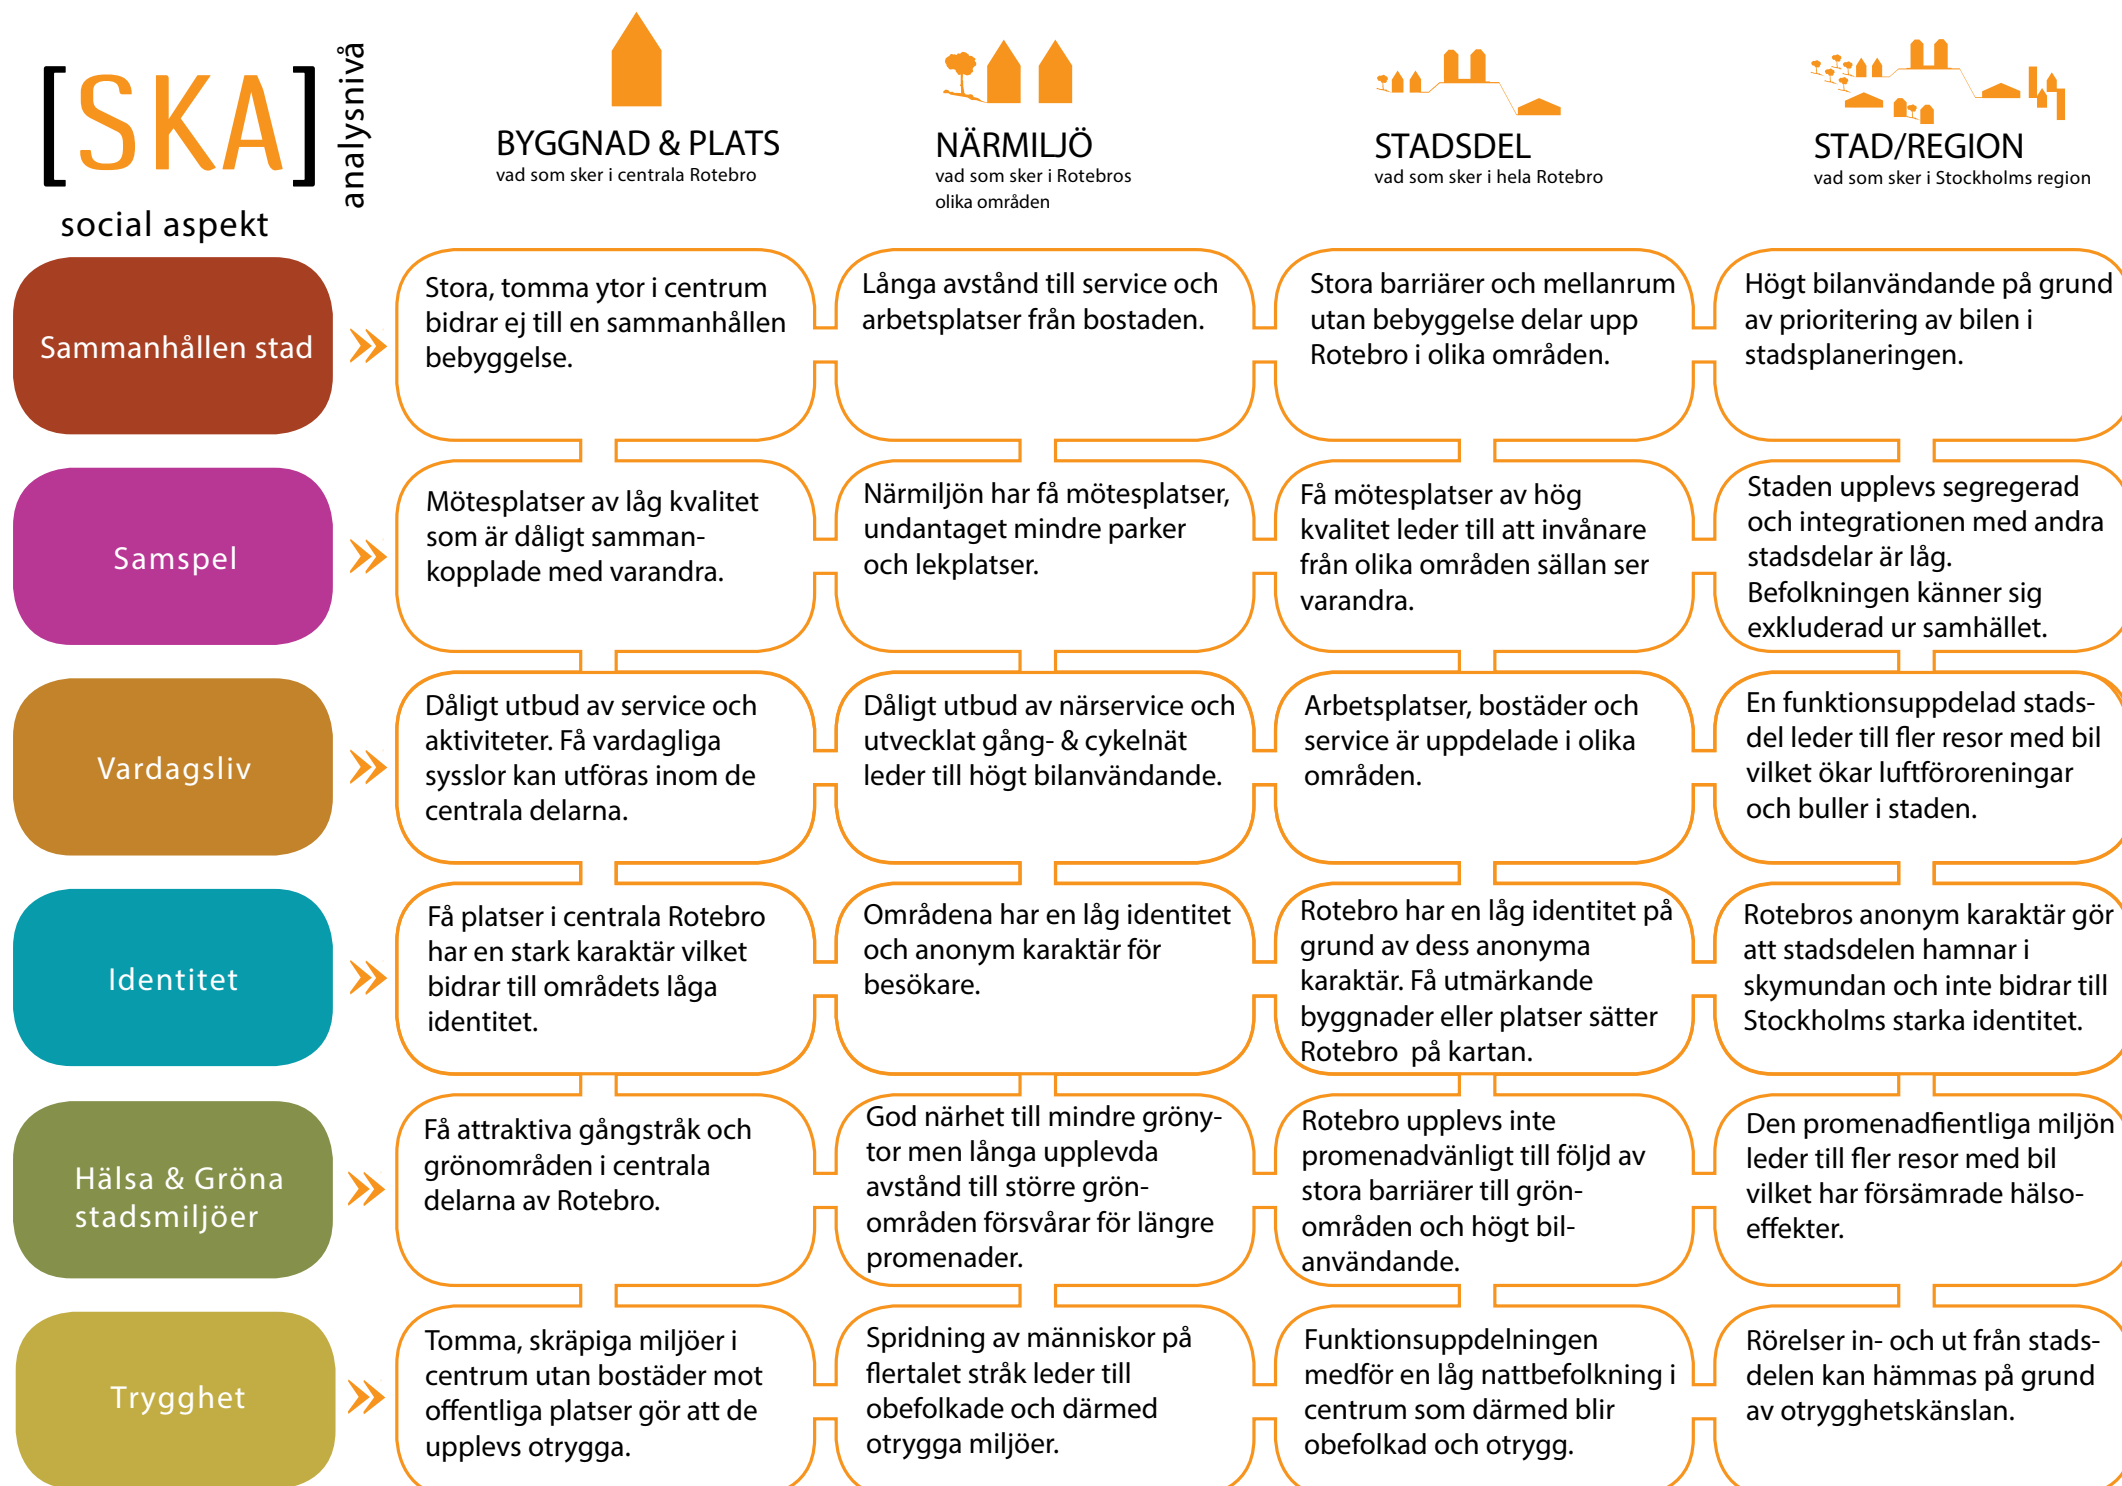 [SKA]
analysnivå
social aspekt
BYGGNAD & PLATS
vad som sker i centrala Rotebro
NÄRMILJÖ
vad som sker i Rotebros
olika områden
STADSDEL
vad som sker i hela Rotebro
STAD/REGION
vad som sker i Stockholms region
Sammanhållen stad
Stora, tomma ytor i centrum
bidrar ej till en sammanhållen
bebyggelse.
Långa avstånd till service och
arbetsplatser från bostaden.
Stora barriärer och mellanrum
utan bebyggelse delar upp
Rotebro i olika områden.
Högt bilanvändande på grund
av prioritering av bilen i
stadsplaneringen.
Samspel
Mötesplatser av låg kvalitet
som är dåligt samman-
kopplade med varandra.
Närmiljön har få mötesplatser,
undantaget mindre parker
och lekplatser.
Få mötesplatser av hög
kvalitet leder till att invånare
från olika områden sällan ser
varandra.
Staden upplevs segregerad
och integrationen med andra
stadsdelar är låg.
Befolkningen känner sig
exkluderad ur samhället.
Vardagsliv
Dåligt utbud av service och
aktiviteter. Få vardagliga
sysslor kan utföras inom de
centrala delarna.
Dåligt utbud av närservice och
utvecklat gång- & cykelnät
leder till högt bilanvändande.
Arbetsplatser, bostäder och
service är uppdelade i olika
områden.
En funktionsuppdelad stads-
del leder till fler resor med bil
vilket ökar luftföroreningar
och buller i staden.
Identitet
Få platser i centrala Rotebro
har en stark karaktär vilket
bidrar till områdets låga
identitet.
Områdena har en låg identitet
och anonym karaktär för
besökare.
Rotebro har en låg identitet på
grund av dess anonyma
karaktär. Få utmärkande
byggnader eller platser sätter
Rotebro på kartan.
Rotebros anonym karaktär gör
att stadsdelen hamnar i
skymundan och inte bidrar till
Stockholms starka identitet.
Hälsa & Gröna
stadsmiljöer
Få attraktiva gångstråk och
grönområden i centrala
delarna av Rotebro.
God närhet till mindre gröny-
tor men långa upplevda
avstånd till större grön-
områden försvårar för längre
promenader.
Rotebro upplevs inte
promenadvänligt till följd av
stora barriärer till grön-
områden och högt bil-
användande.
Den promenadfientliga miljön
leder till fler resor med bil
vilket har försämrade hälso-
effekter.
Trygghet
Tomma, skräpiga miljöer i
centrum utan bostäder mot
offentliga platser gör att de
upplevs otrygga.
Spridning av människor på
flertalet stråk leder till
obefolkade och därmed
otrygga miljöer.
Funktionsuppdelningen
medför en låg nattbefolkning i
centrum som därmed blir
obefolkad och otrygg.
Rörelser in- och ut från stads-
delen kan hämmas på grund
av otrygghetskänslan.